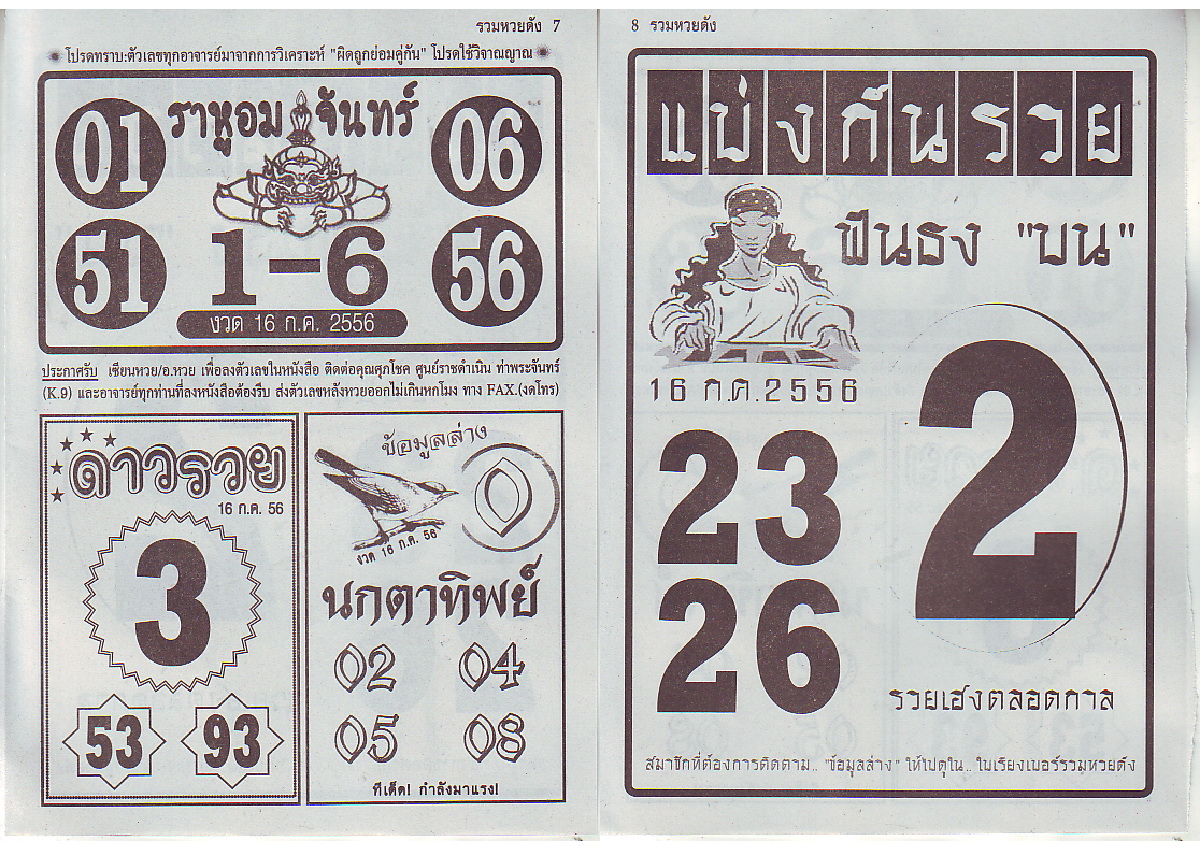 รวมหวยดัง 7
โปรดทราบ:ตัวเลขทุกอาจารย์มาจากการวิเคราะห์ "ผิดถูกย่อมคู่กัน" โปรดใช้วิจาณญาณ
ราหูอมจันทร์
01 06
51 1-6 56
งวด 16 ก.ค. 2556
ประกาศรับ เซียนหวย/อ.หวย เพื่อลงตัวเลขในหนังสือ ติดต่อคุณศุภโชค ศูนย์ราชดำเนิน ท่าพระจันทร์
(K.9) และอาจารย์ทุกท่านที่ลงหนังสือต้องรีบ ส่งตัวเลขหลังหวยออกไม่เกินหกโมง ทาง FAX.(งดโทร)
ดาวรวย
16 ก.ค. 56
3
53 93
ข้อมูลล่าง
0
งวด 16 ก.ค. 56
นกตาทิพย์
02 04
05 08
ทีเด็ด! กำลังมาแรง!
8 รวมหวยดัง
แบ่งกันรวย
ฟันธง "บน"
16 ก.ค.2556
2
23
26
รวยเฮงตลอดกาล
สมาชิกที่ต้องการติดตาม.. "ข้อมูลล่าง" ให้ไปดูใน.. ใบเรียงเบอร์รวมหวยดัง